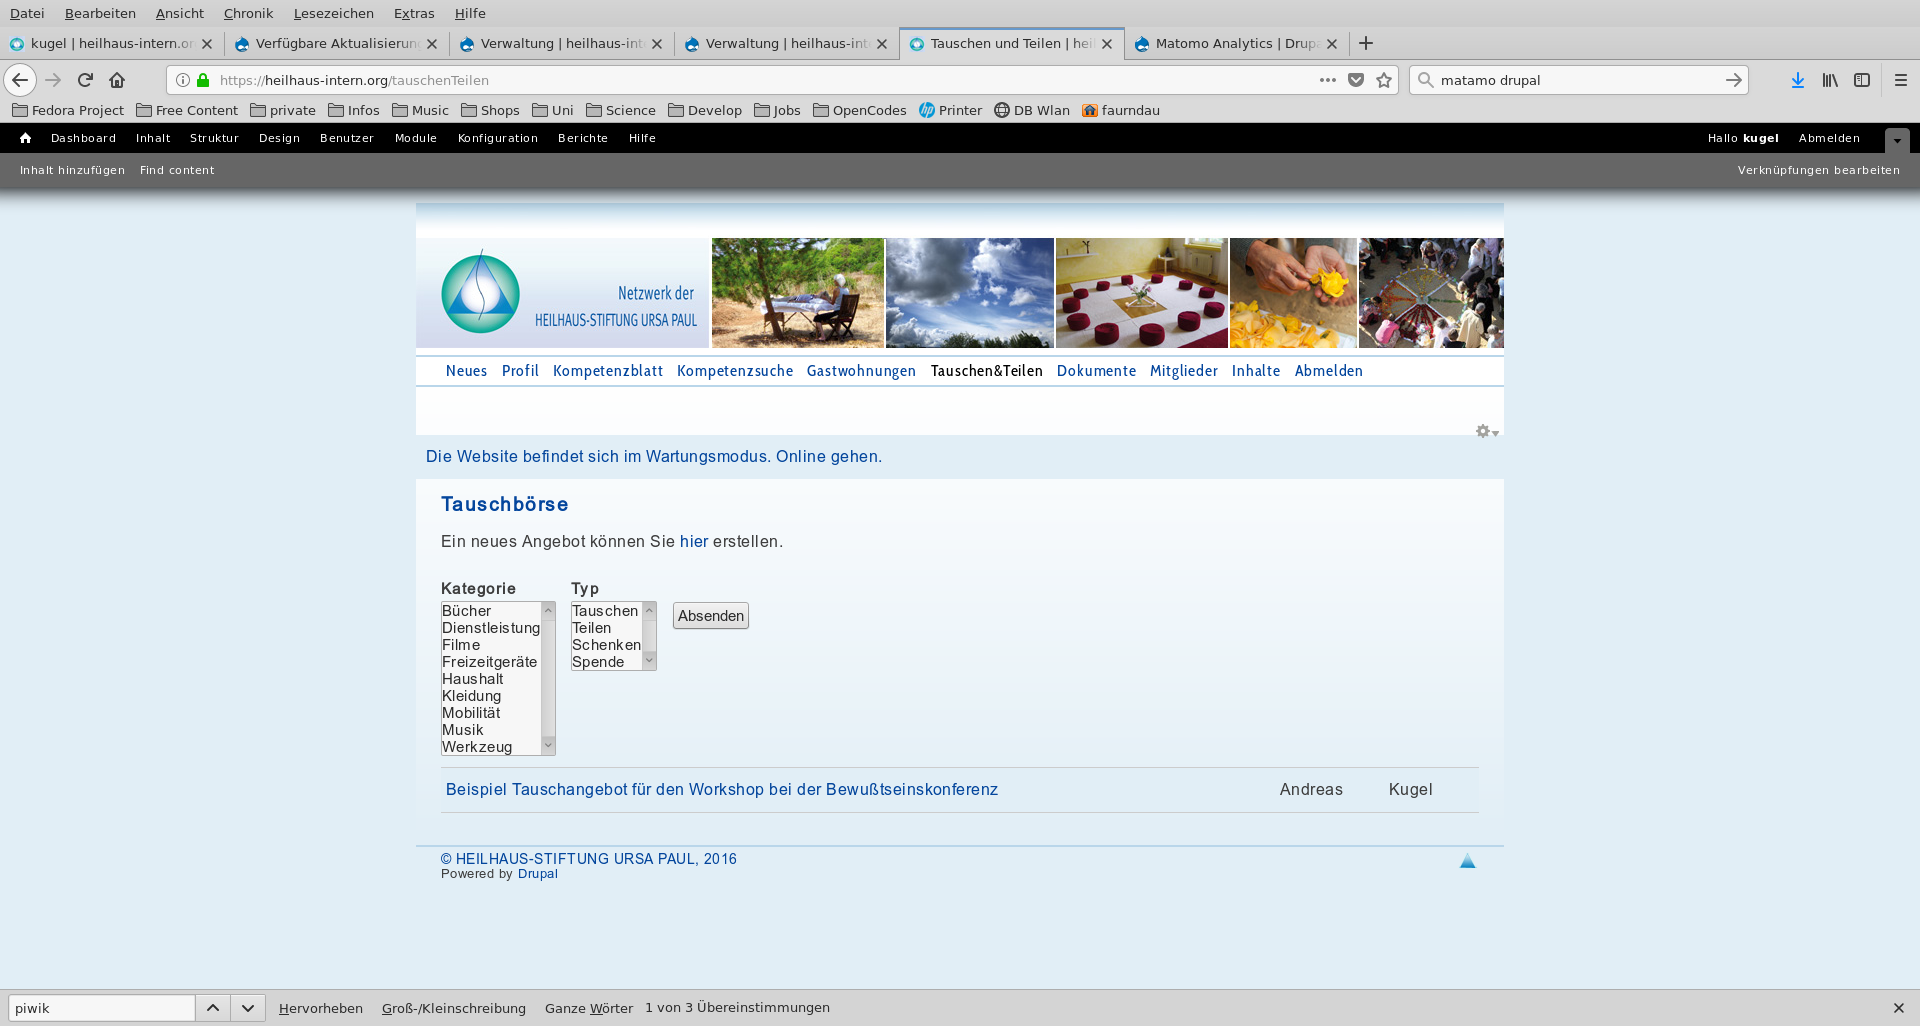 Datei Bearbeiten Ansicht Chronik Lesezeichen Extras Hilfe
kugel | heilhaus-intern.or Verfügbare Aktualisierun Verwaltung | heilhaus-int Verwaltung | heilhaus-int Tauschen und Teilen | hei Matomo Analytics | Drupa
https://heilhaus-intern.org/tauschenTeilen matamo drupal
Fedora Project Free Content private Infos Music Shops Uni Science Develop Jobs OpenCodes Printer DB Wlan faurndau
Dashboard Inhalt Struktur Design Benutzer Module Konfiguration Berichte Hilfe Hallo kugel Abmelden
Inhalt hinzufügen Find content Verknüpfungen bearbeiten
Netzwerk der
HEILHAUS-STIFTUNG URSA PAUL
Neues Profil Kompetenzblatt Kompetenzsuche Gastwohnungen Tauschen&Teilen Dokumente Mitglieder Inhalte Abmelden
Die Website befindet sich im Wartungsmodus. Online gehen.
Tauschbörse
Ein neues Angebot können Sie hier erstellen.
Kategorie Typ
Bücher Tauschen Absenden
Dienstleistung Teilen
Filme Schenken
Freizeitgeräte Spende
Haushalt
Kleidung
Mobilität
Musik
Werkzeug
Beispiel Tauschangebot für den Workshop bei der Bewußtseinskonferenz Andreas Kugel
© HEILHAUS-STIFTUNG URSA PAUL, 2016
Powered by Drupal
piwik Hervorheben Groß-/Kleinschreibung Ganze Wörter 1 von 3 Übereinstimmungen